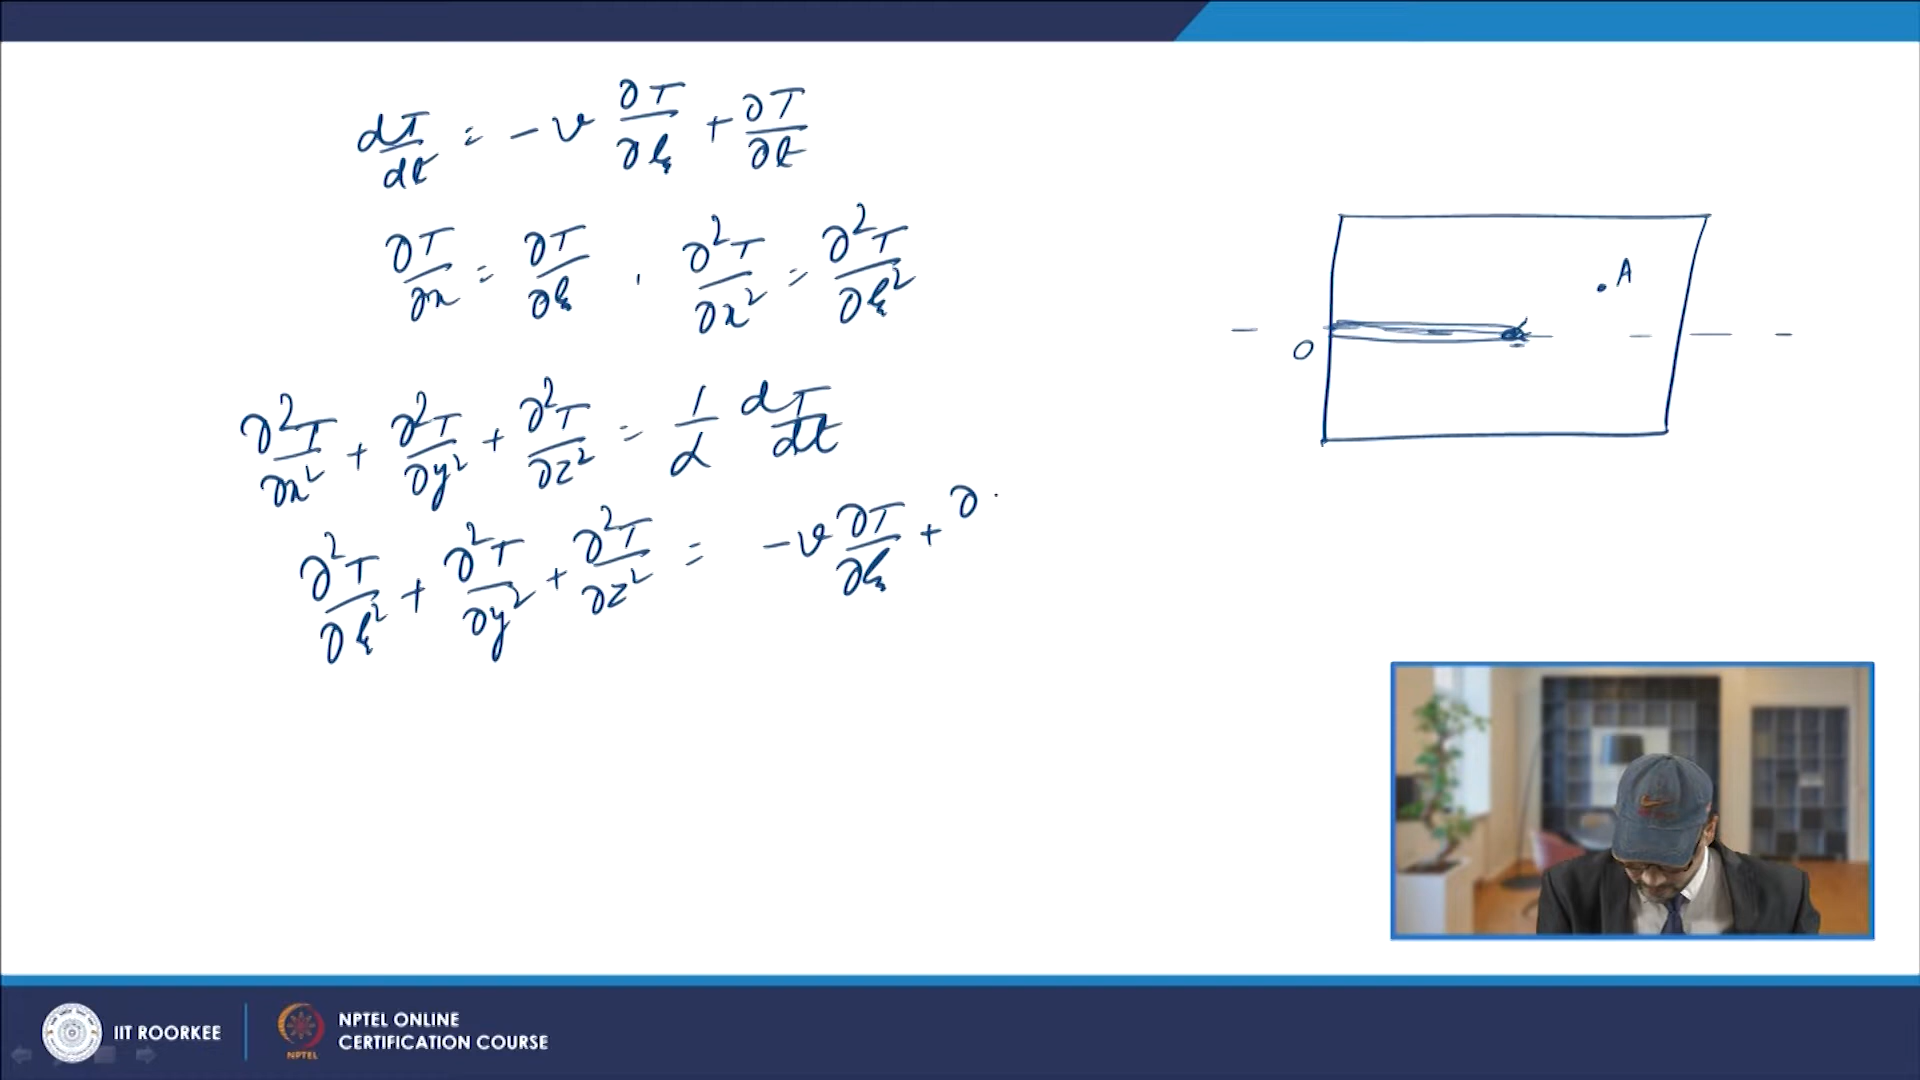 dT/dt = -v ∂T/∂ξ + ∂T/∂t
∂T/∂x = ∂T/∂ξ , ∂²T/∂x² = ∂²T/∂ξ²
∂²T/∂x² + ∂²T/∂y² + ∂²T/∂z² = 1/α dT/dt
∂²T/∂ξ² + ∂²T/∂y² + ∂²T/∂z² = -v ∂T/∂ξ + ∂
A
O
IIT ROORKEE
NPTEL
NPTEL ONLINE
CERTIFICATION COURSE